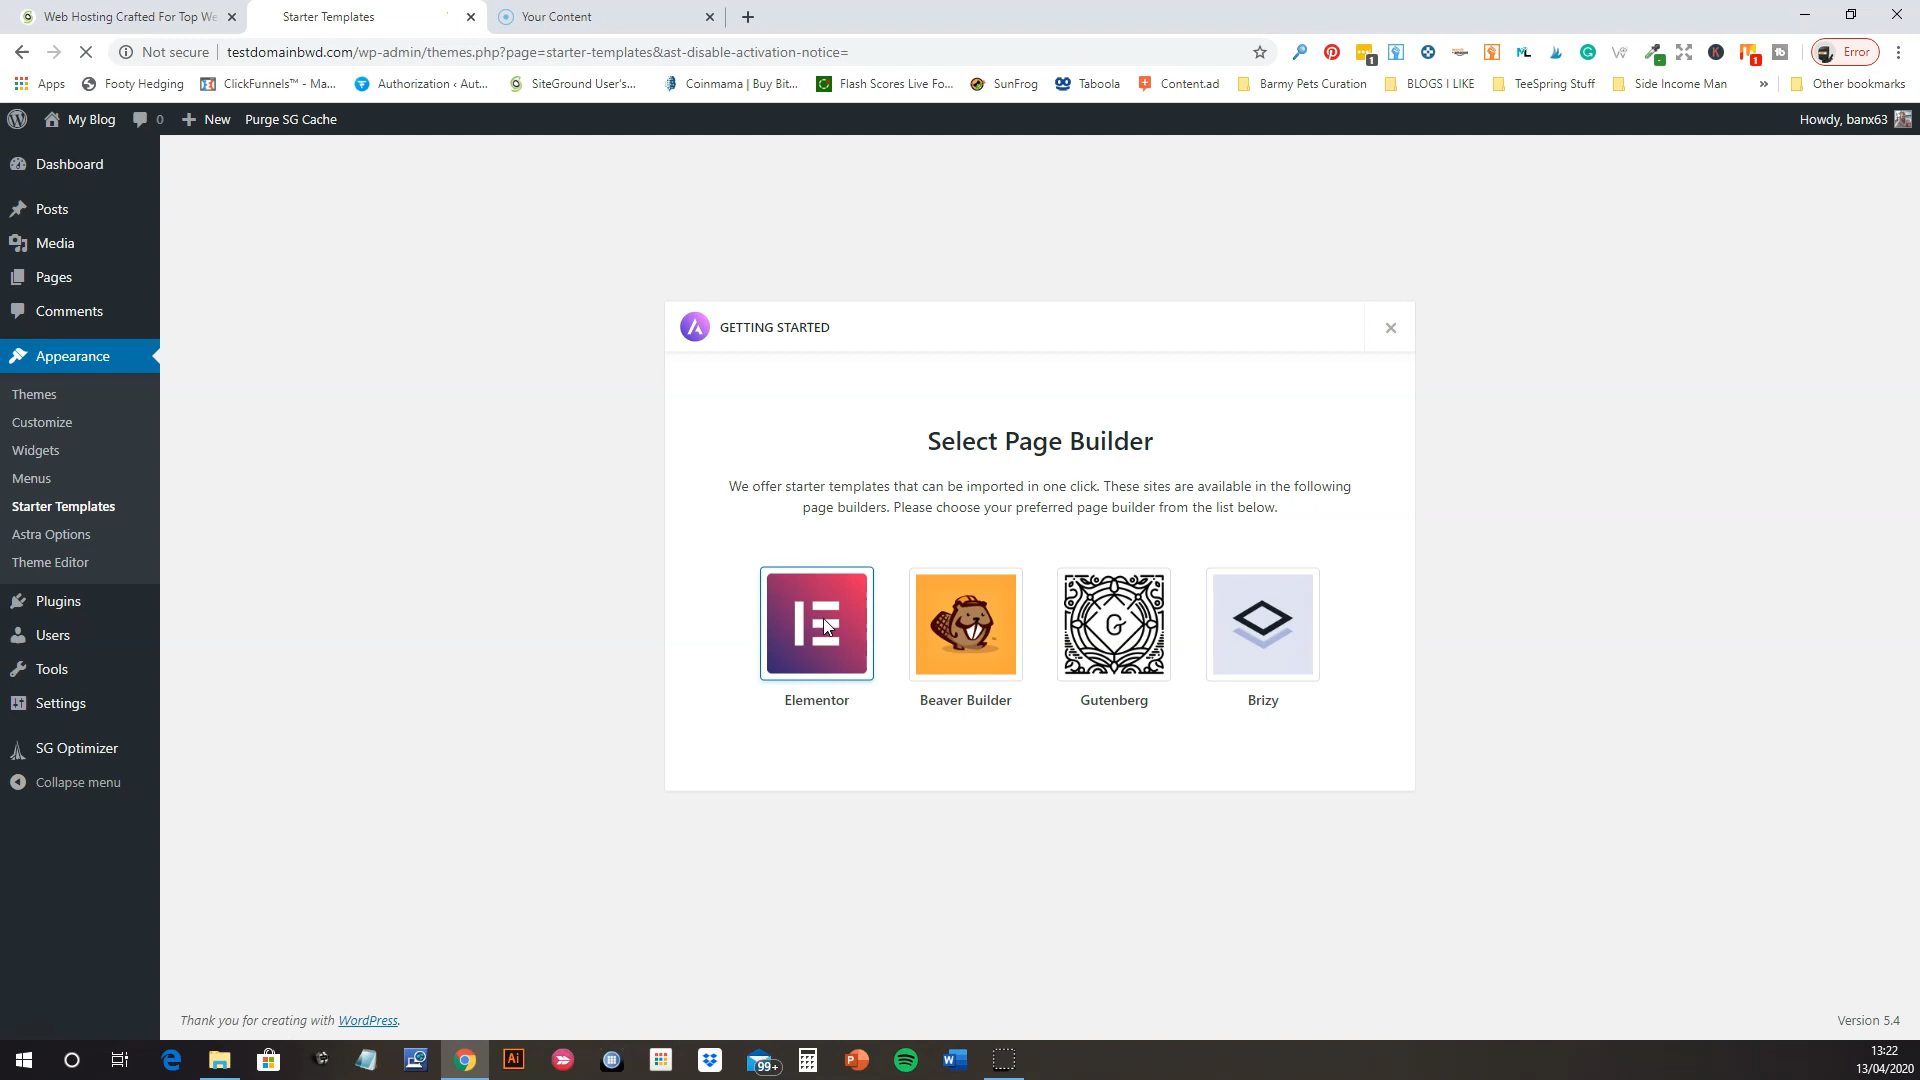 Web Hosting Crafted For Top We
Starter Templates
Your Content
Not secure
testdomainbwd.com/wp-admin/themes.php?page=starter-templates&ast-disable-activation-notice=
1
1
Error
Apps
Footy Hedging
ClickFunnels™ - Ma...
Authorization ‹ Aut...
SiteGround User's...
Coinmama | Buy Bit...
Flash Scores Live Fo...
SunFrog
Taboola
Content.ad
Barmy Pets Curation
BLOGS I LIKE
TeeSpring Stuff
Side Income Man
»
Other bookmarks
My Blog
0
New
Purge SG Cache
Howdy, banx63
Dashboard
Posts
Media
Pages
Comments
Appearance
Themes
Customize
Widgets
Menus
Starter Templates
Astra Options
Theme Editor
Plugins
Users
Tools
Settings
SG Optimizer
Collapse menu
GETTING STARTED
Select Page Builder
We offer starter templates that can be imported in one click. These sites are available in the following
page builders. Please choose your preferred page builder from the list below.
Elementor
Beaver Builder
Gutenberg
Brizy
Thank you for creating with WordPress.
Version 5.4
99+
13:22
13/04/2020